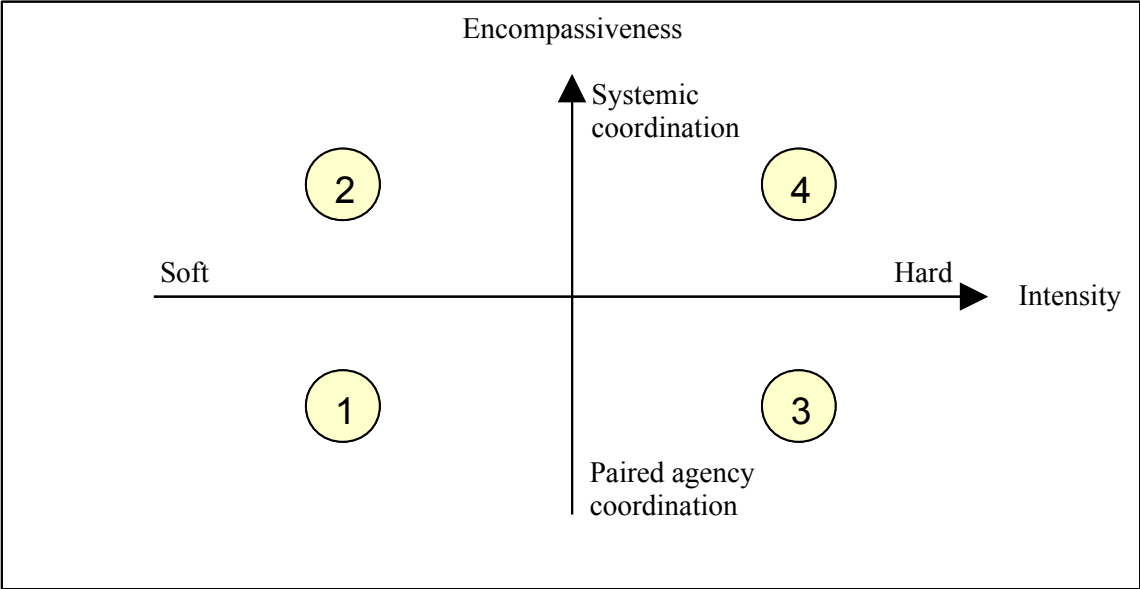 Encompassiveness
Systemic
coordination
2
4
Soft
Hard
Intensity
1
3
Paired agency
coordination